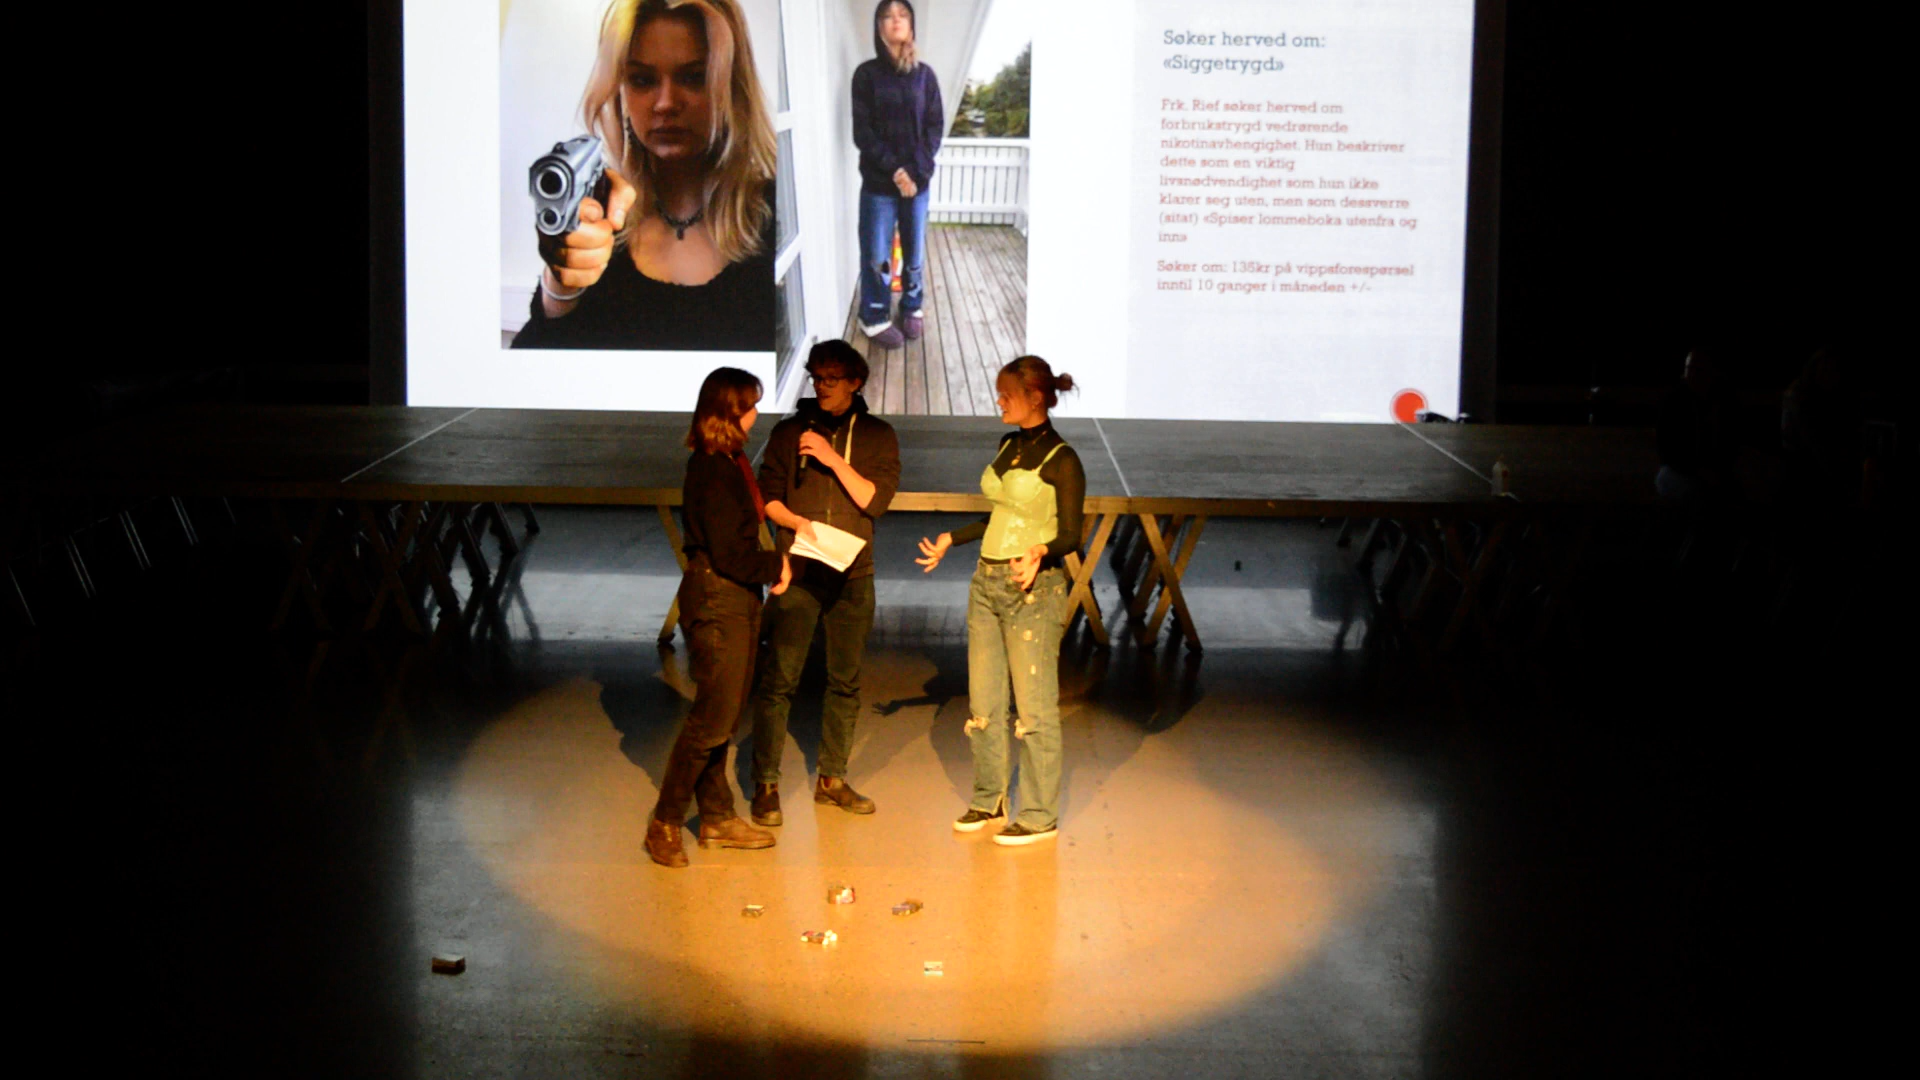 Søker herved om:
«Siggetrygd»
Frk. Rief søker herved om
forbrukstrygd vedrørende
nikotinavhengighet. Hun beskriver
dette som en viktig
livsnødvendighet som hun ikke
klarer seg uten, men som dessverre
(sitat) «Spiser lommeboka utenfra og
inn»
Søker om: 135kr på vippsforespørsel
inntil 10 ganger i måneden +/-